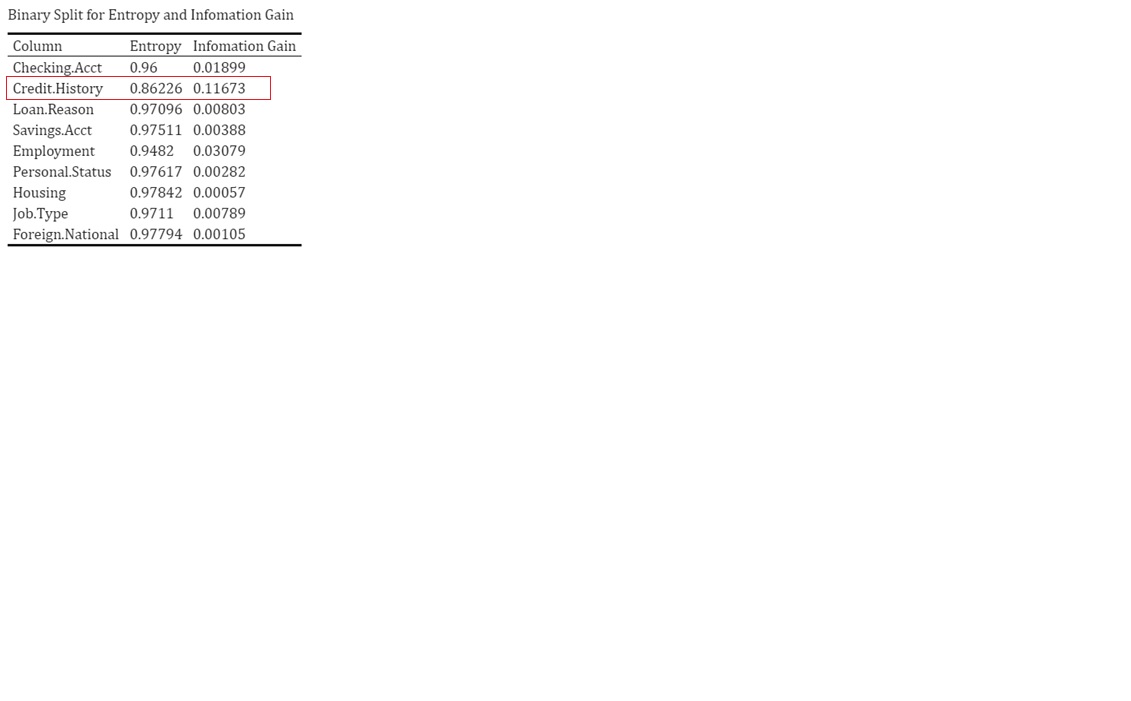 Binary Split for Entropy and Infomation Gain
Column Entropy Infomation Gain
Checking.Acct 0.96 0.01899
Credit.History 0.86226 0.11673
Loan.Reason 0.97096 0.00803
Savings.Acct 0.97511 0.00388
Employment 0.9482 0.03079
Personal.Status 0.97617 0.00282
Housing 0.97842 0.00057
Job.Type 0.9711 0.00789
Foreign.National 0.97794 0.00105